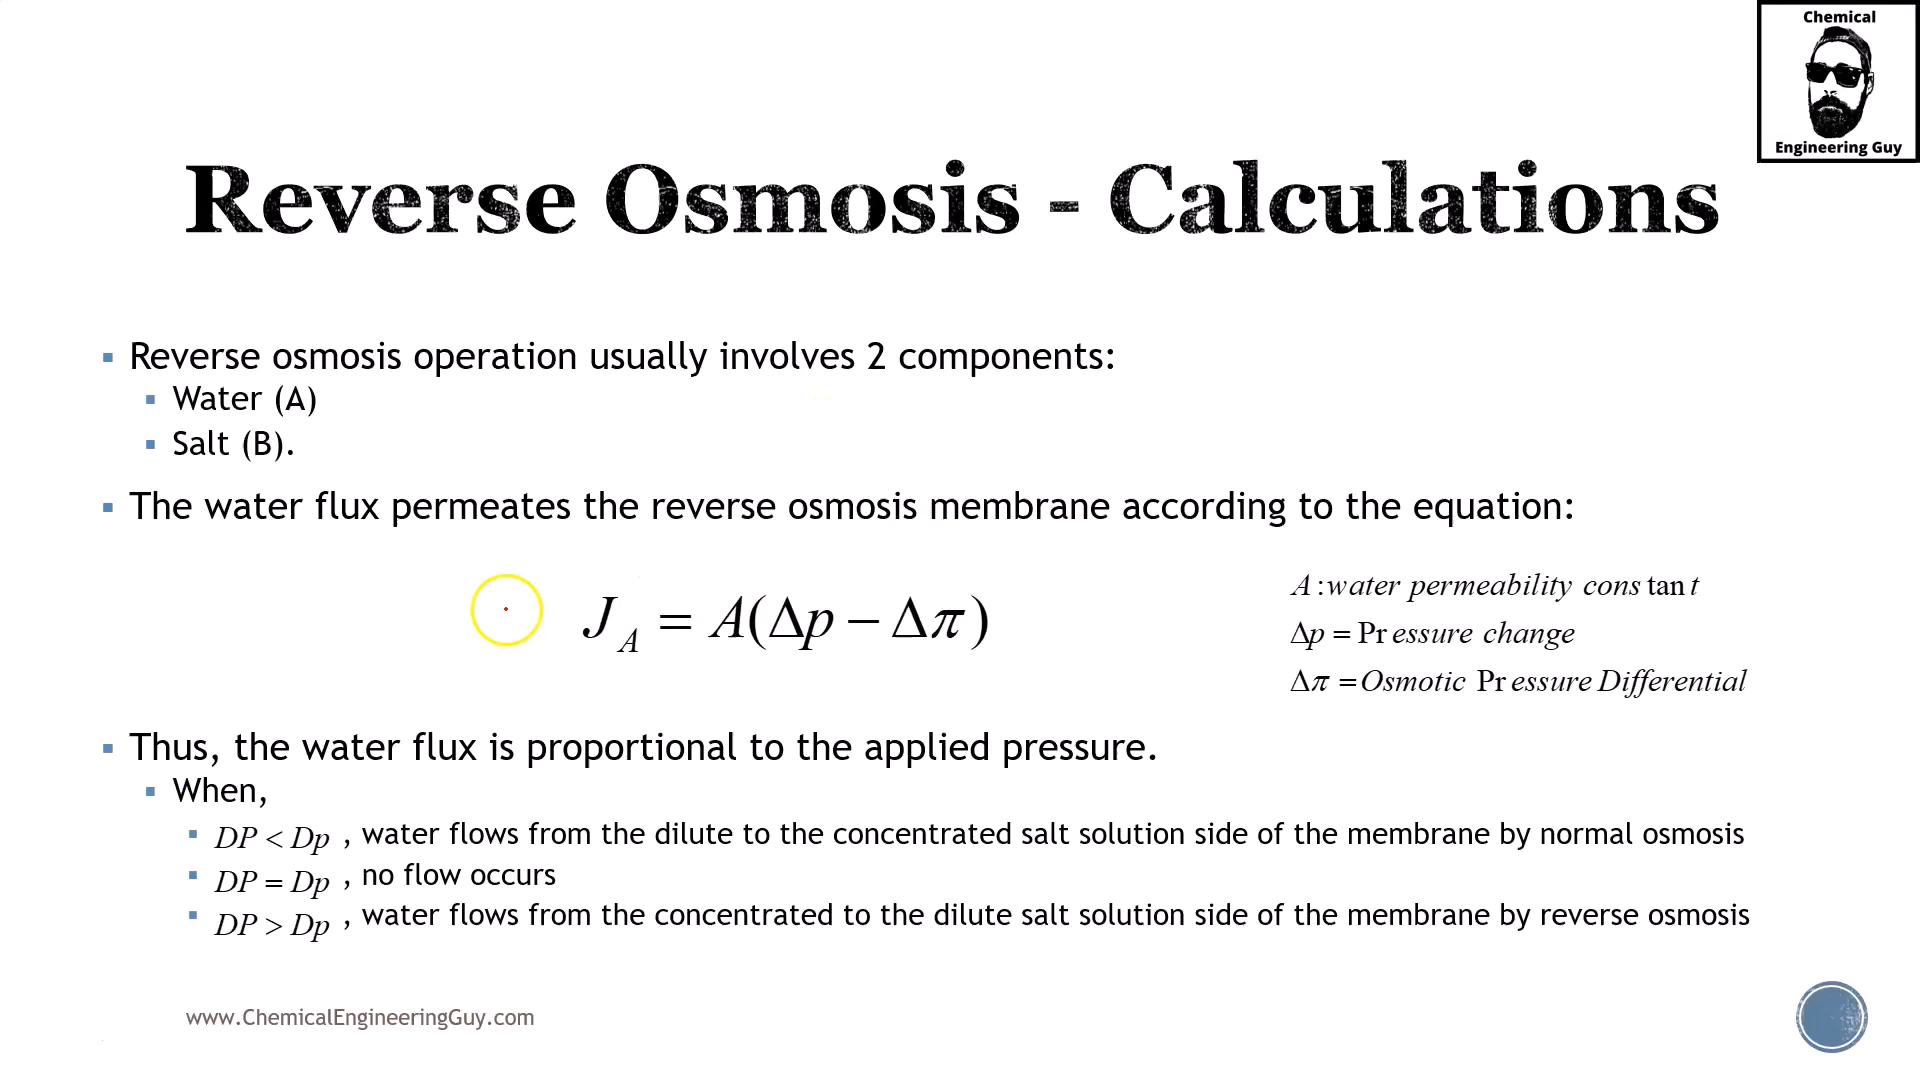 Chemical
Engineering Guy
Reverse Osmosis - Calculations
Reverse osmosis operation usually involves 2 components:
Water (A)
Salt (B).
The water flux permeates the reverse osmosis membrane according to the equation:
J_A = A(Δp − Δπ)
A : water permeability cons tan t
Δp = Pr essure change
Δπ = Osmotic Pr essure Differential
Thus, the water flux is proportional to the applied pressure.
When,
DP < Dp , water flows from the dilute to the concentrated salt solution side of the membrane by normal osmosis
DP = Dp , no flow occurs
DP > Dp , water flows from the concentrated to the dilute salt solution side of the membrane by reverse osmosis
www.ChemicalEngineeringGuy.com